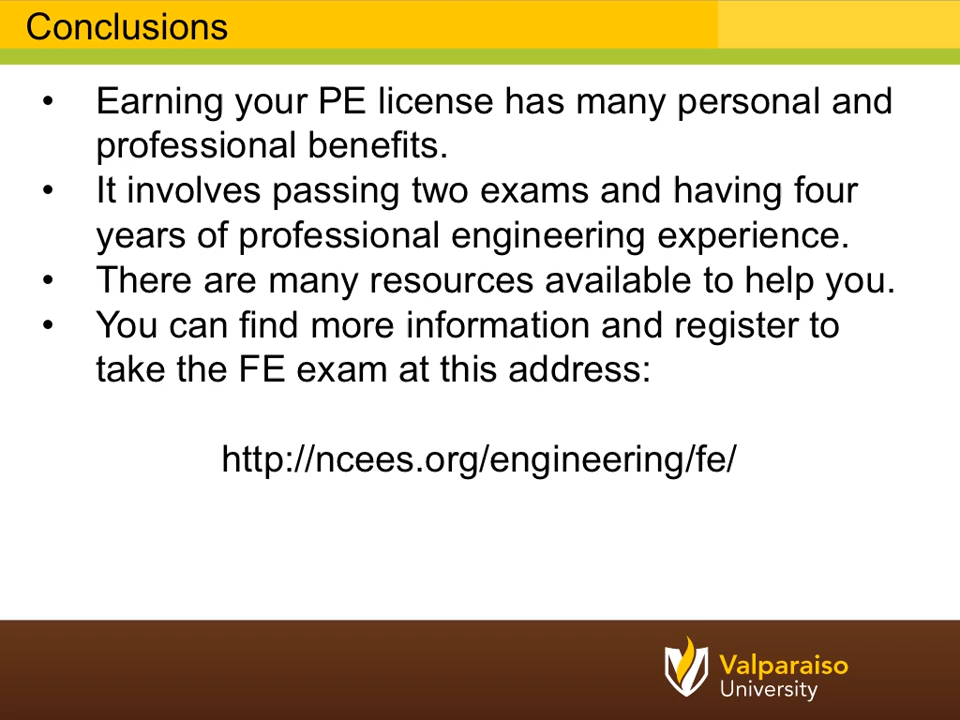 Conclusions
• Earning your PE license has many personal and
professional benefits.
• It involves passing two exams and having four
years of professional engineering experience.
• There are many resources available to help you.
• You can find more information and register to
take the FE exam at this address:
http://ncees.org/engineering/fe/
Valparaiso
University